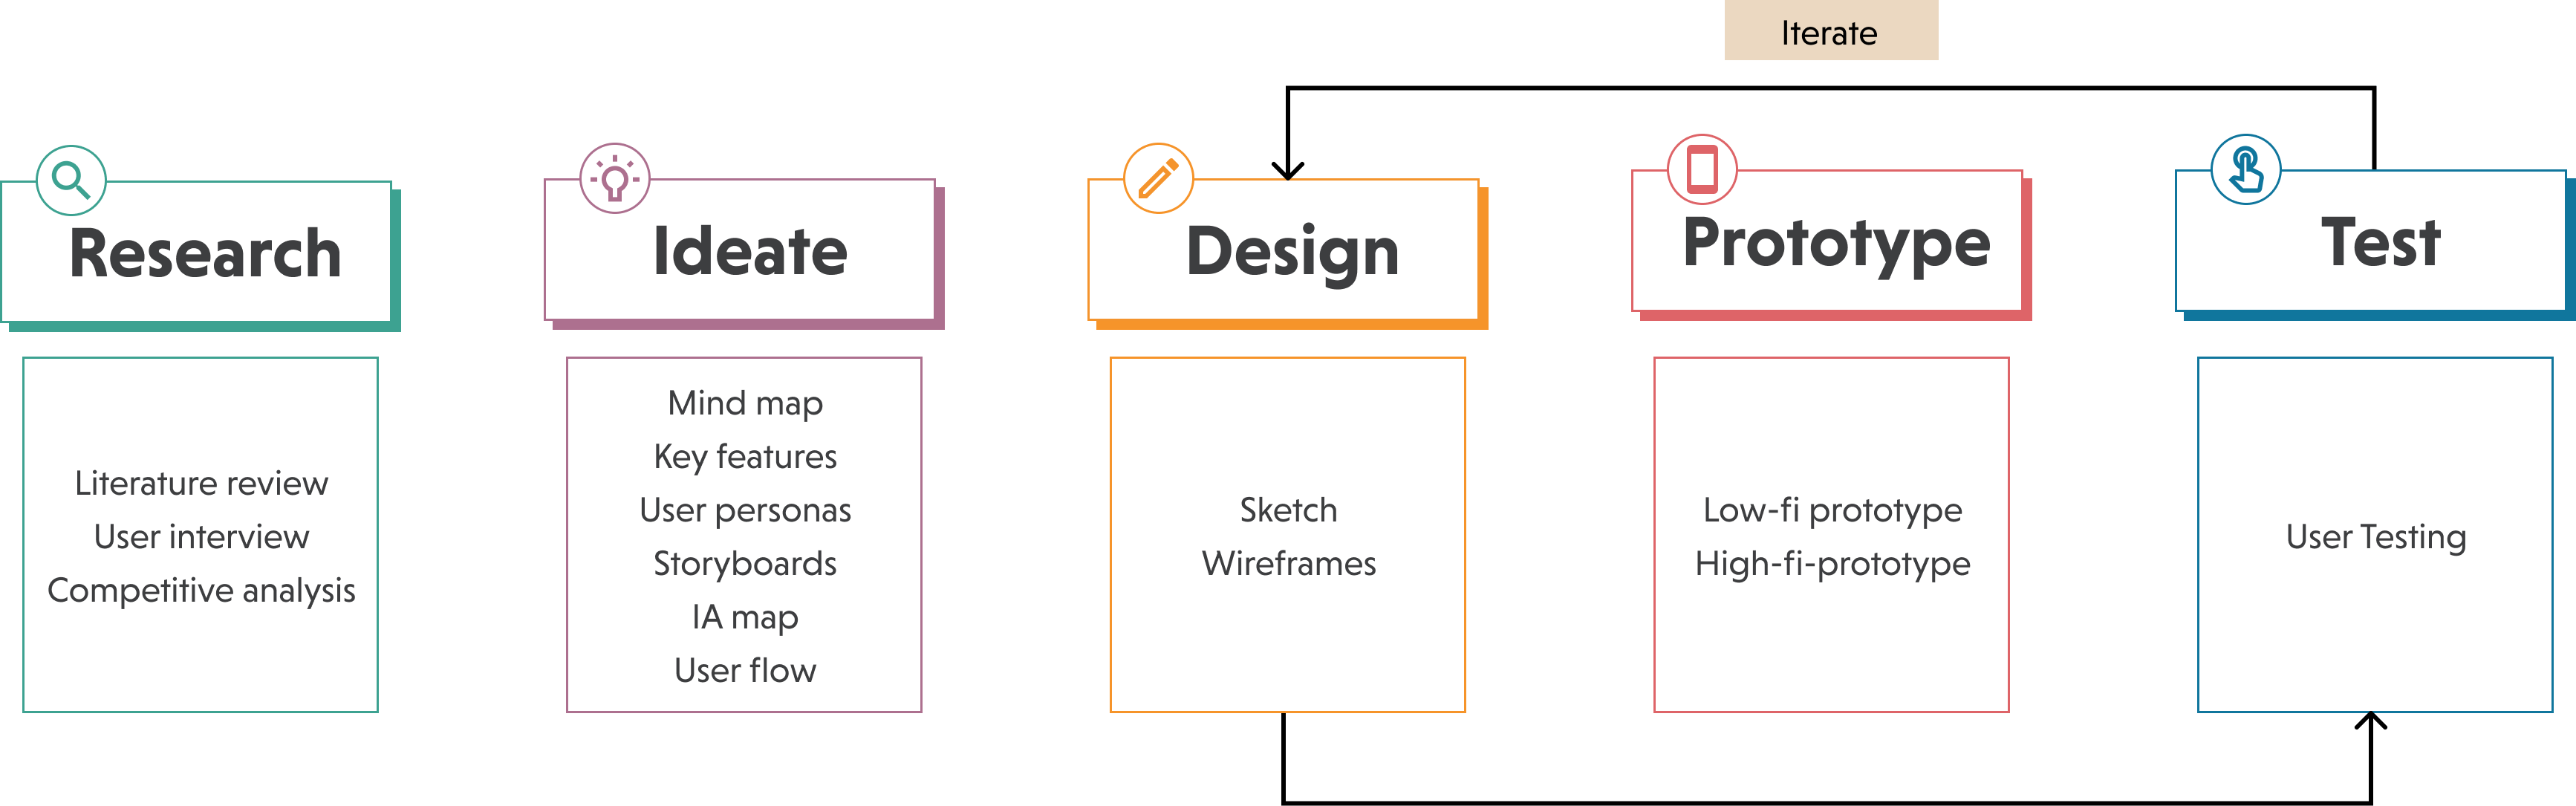 Iterate
Research
Ideate
Design
Prototype
Test
Literature review
User interview
Competitive analysis
Mind map
Key features
User personas
Storyboards
IA map
User flow
Sketch
Wireframes
Low-fi prototype
High-fi-prototype
User Testing